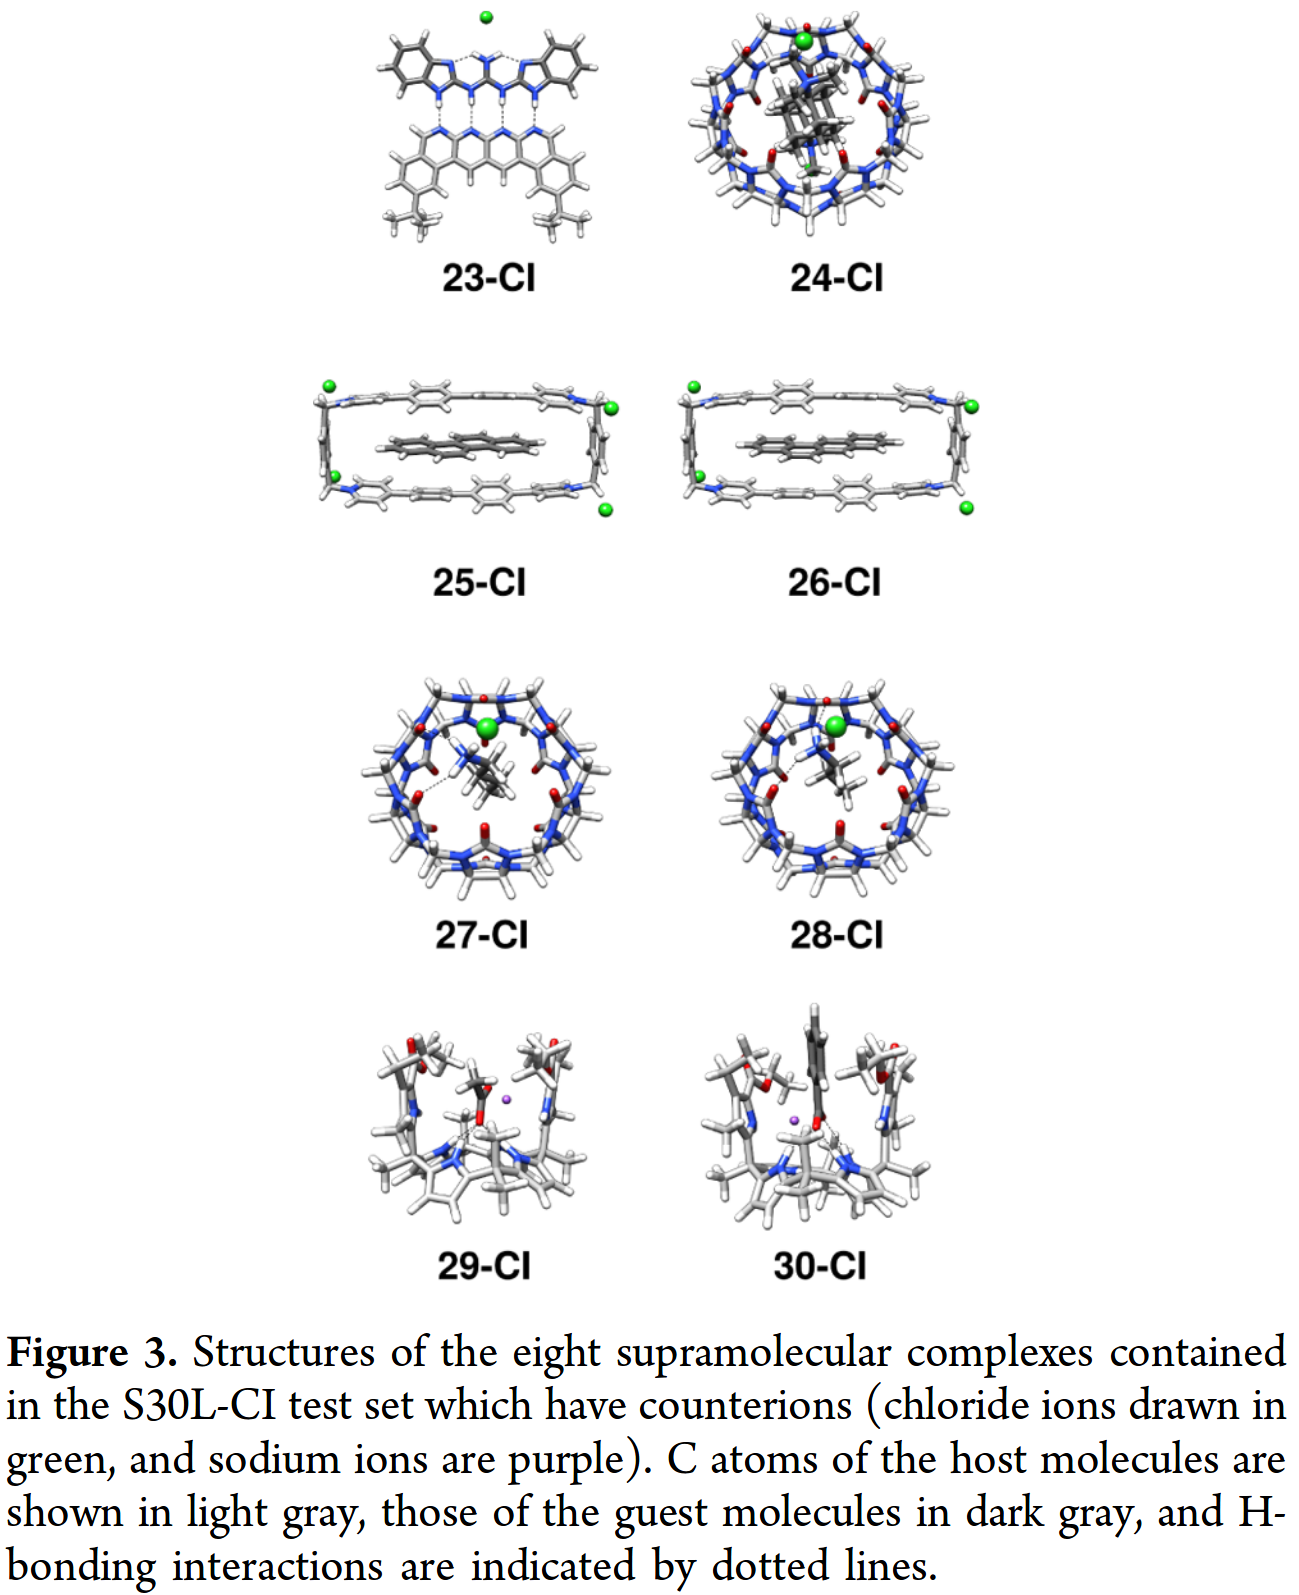 23-CI
24-CI
25-CI
26-CI
27-CI
28-CI
29-CI
30-CI
Figure 3. Structures of the eight supramolecular complexes contained
in the S30L-CI test set which have counterions (chloride ions drawn in
green, and sodium ions are purple). C atoms of the host molecules are
shown in light gray, those of the guest molecules in dark gray, and H-
bonding interactions are indicated by dotted lines.